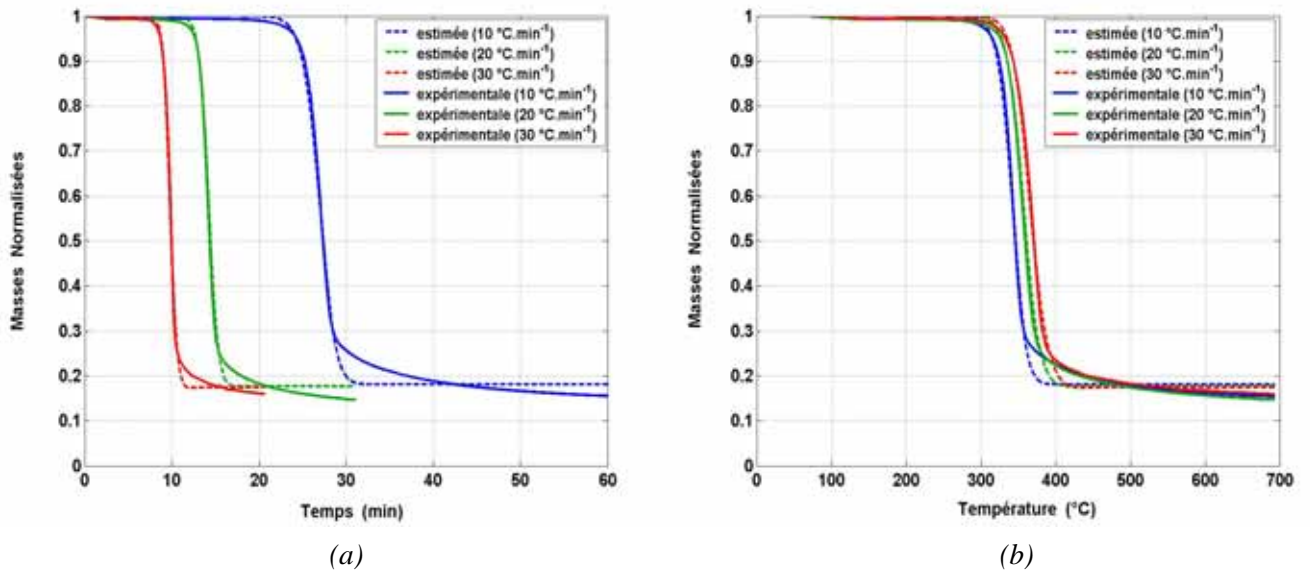 1
0.9
0.8
0.7
0.6
0.5
0.4
0.3
0.2
0.1
0
Masses Normalisées
estimée (10 °C.min⁻¹)
estimée (20 °C.min⁻¹)
estimée (30 °C.min⁻¹)
expérimentale (10 °C.min⁻¹)
expérimentale (20 °C.min⁻¹)
expérimentale (30 °C.min⁻¹)
0 10 20 30 40 50 60
Temps (min)
(a)
1
0.9
0.8
0.7
0.6
0.5
0.4
0.3
0.2
0.1
0
Masses Normalisées
estimée (10 °C.min⁻¹)
estimée (20 °C.min⁻¹)
estimée (30 °C.min⁻¹)
expérimentale (10 °C.min⁻¹)
expérimentale (20 °C.min⁻¹)
expérimentale (30 °C.min⁻¹)
0 100 200 300 400 500 600 700
Température (°C)
(b)